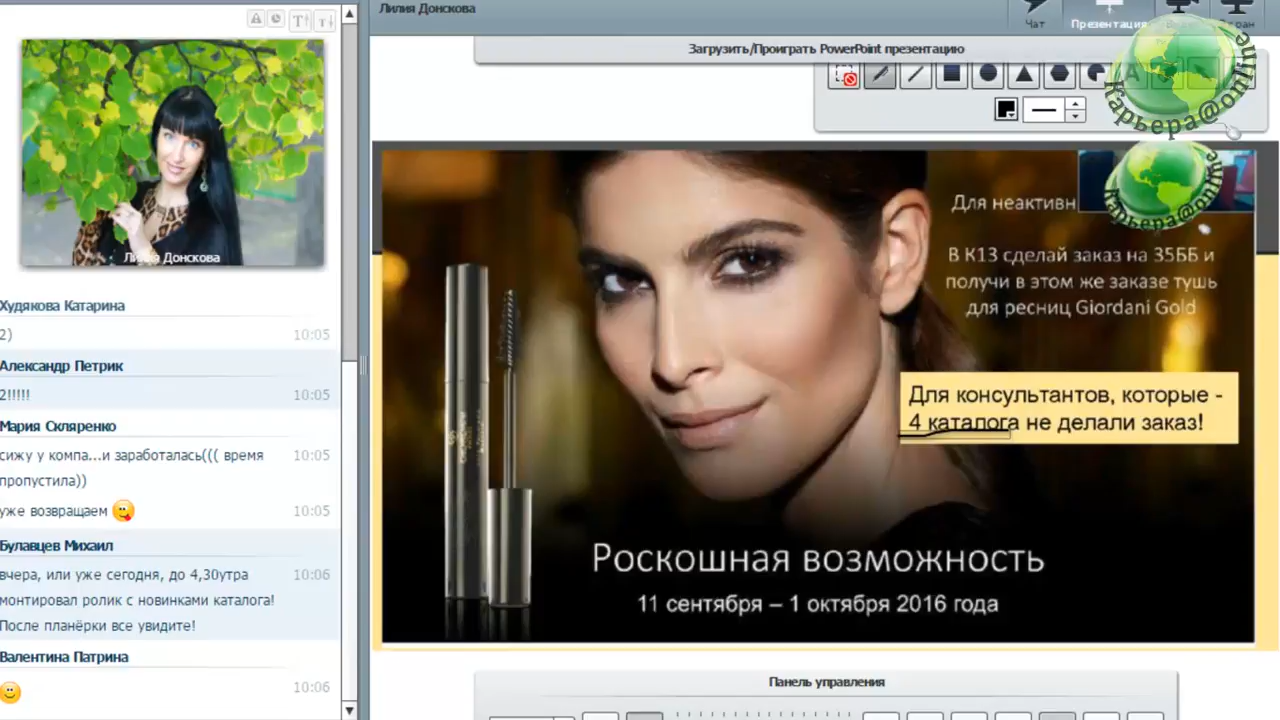 Лилия Донскова
Чат
Презентация
Загрузить/Проиграть PowerPoint презентацию
Карьера@online
Карьера@online
Лилия Донскова
Худякова Катарина
2)
10:05
Александр Петрик
2!!!!!
10:05
Мария Скляренко
сижу у компа...и заработалась((( время
10:05
пропустила))
уже возвращаем
10:05
Булавцев Михаил
вчера, или уже сегодня, до 4,30утра
10:06
монтировал ролик с новинками каталога!
После планёрки все увидите!
Валентина Патрина
10:06
Для неактивн
В К13 сделай заказ на 35ББ и
получи в этом же заказе тушь
для ресниц Giordani Gold
Для консультантов, которые -
4 каталога не делали заказ!
Роскошная возможность
11 сентября – 1 октября 2016 года
Панель управления